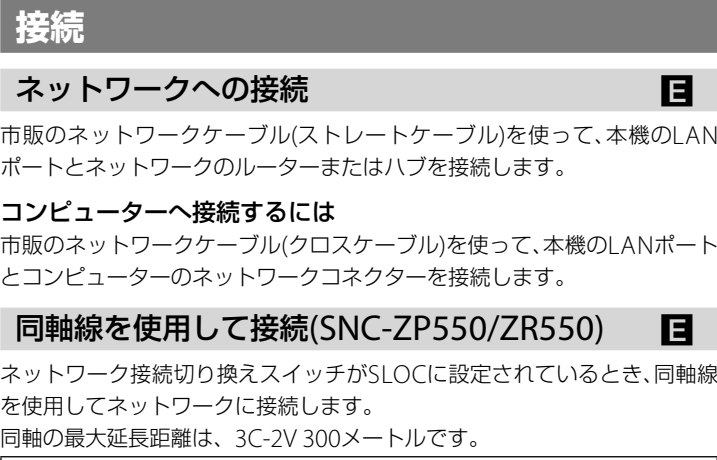 接続
ネットワークへの接続 E
市販のネットワークケーブル(ストレートケーブル)を使って、本機のLAN
ポートとネットワークのルーターまたはハブを接続します。
コンピューターへ接続するには
市販のネットワークケーブル(クロスケーブル)を使って、本機のLANポート
とコンピューターのネットワークコネクターを接続します。
同軸線を使用して接続(SNC-ZP550/ZR550) E
ネットワーク接続切り換えスイッチがSLOCに設定されているとき、同軸線
を使用してネットワークに接続します。
同軸の最大延長距離は、3C-2V 300メートルです。